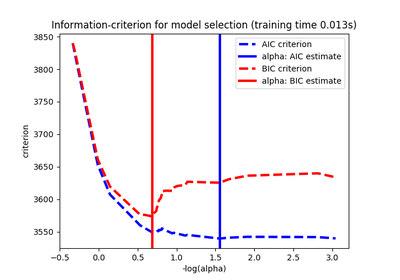 Information-criterion for model selection (training time 0.013s)
3850
3800
3750
3700
3650
3600
3550
criterion
AIC criterion
alpha: AIC estimate
BIC criterion
alpha: BIC estimate
−0.5 0.0 0.5 1.0 1.5 2.0 2.5 3.0
-log(alpha)